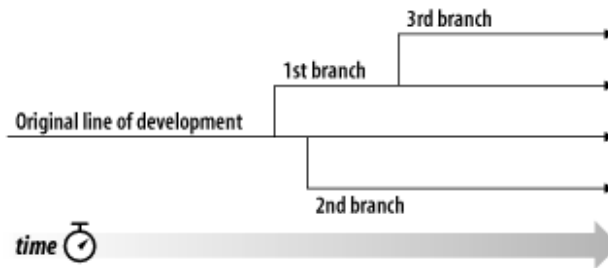 3rd branch
1st branch
Original line of development
2nd branch
time